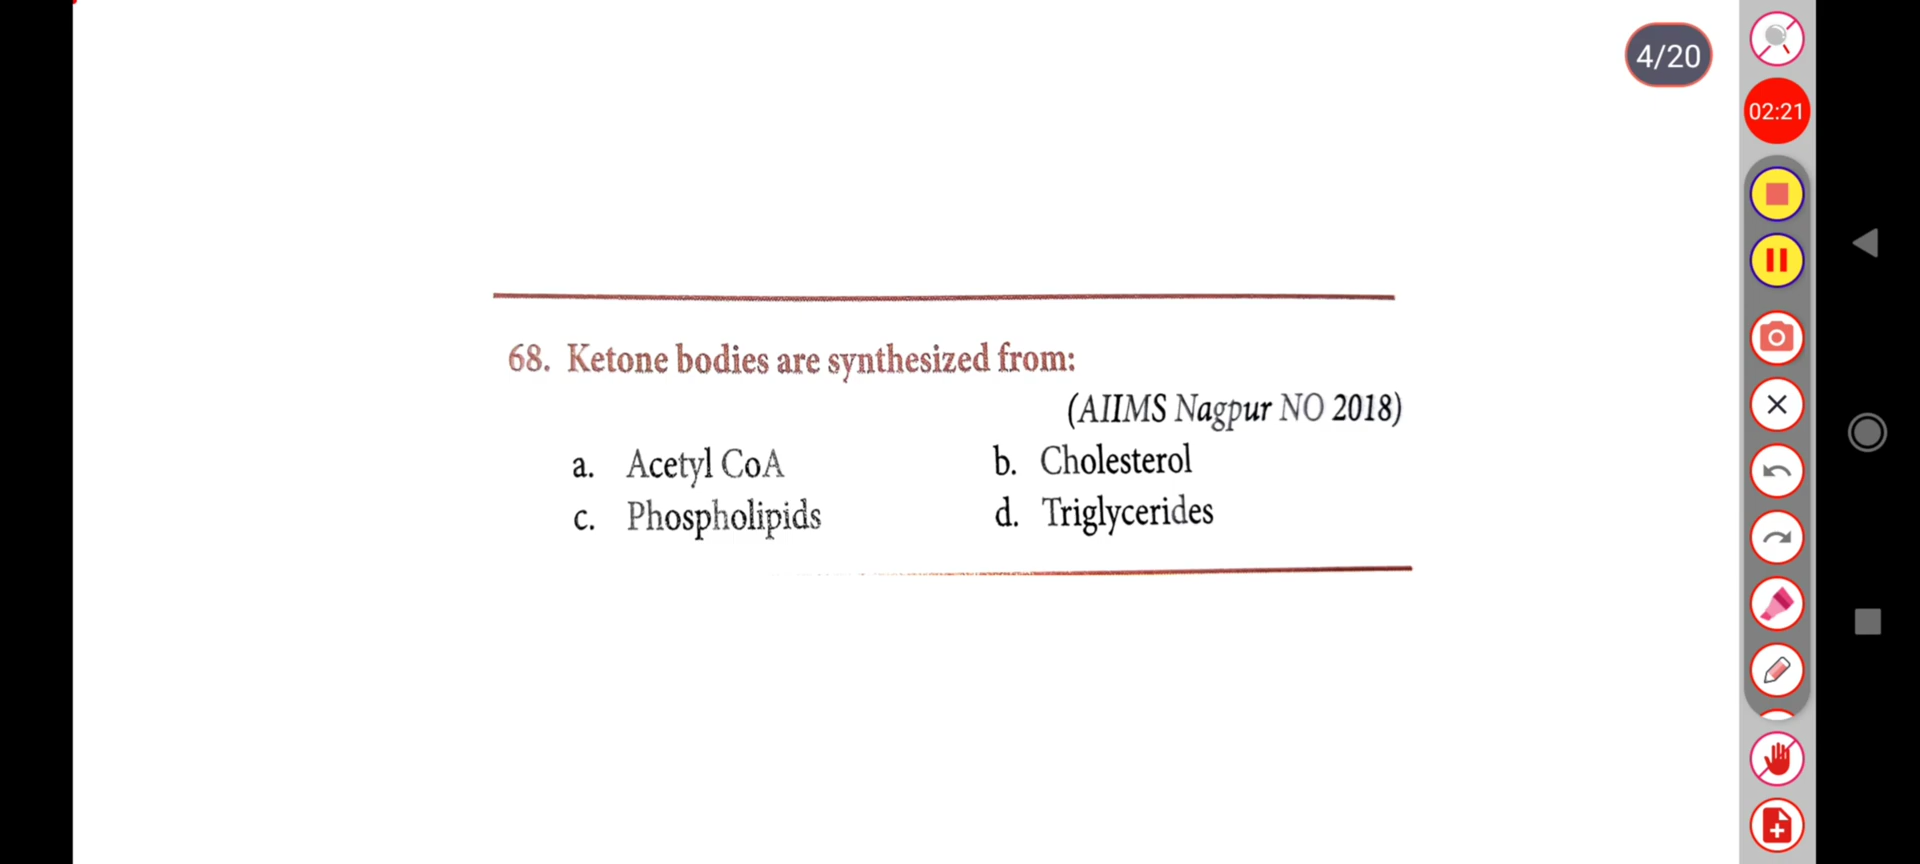 4/20
02:21
68. Ketone bodies are synthesized from:
(AIIMS Nagpur NO 2018)
a. Acetyl CoA b. Cholesterol
c. Phospholipids d. Triglycerides